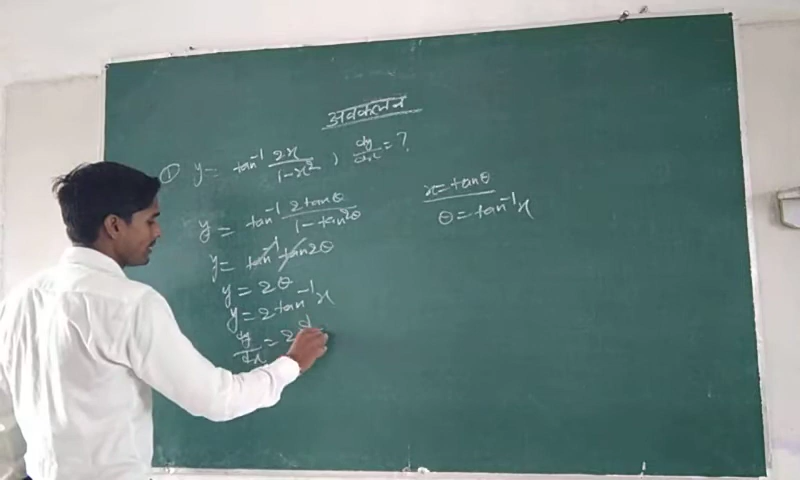 अवकलन
① y = tan⁻¹ 2x/1-x², dy/dx = ?
y = tan⁻¹ 2tanθ/1-tan²θ
x=tanθ
θ=tan⁻¹x
y = tan⁻¹ tan2θ
y = 2θ
y = 2tan⁻¹x
dy/dx = 2 d